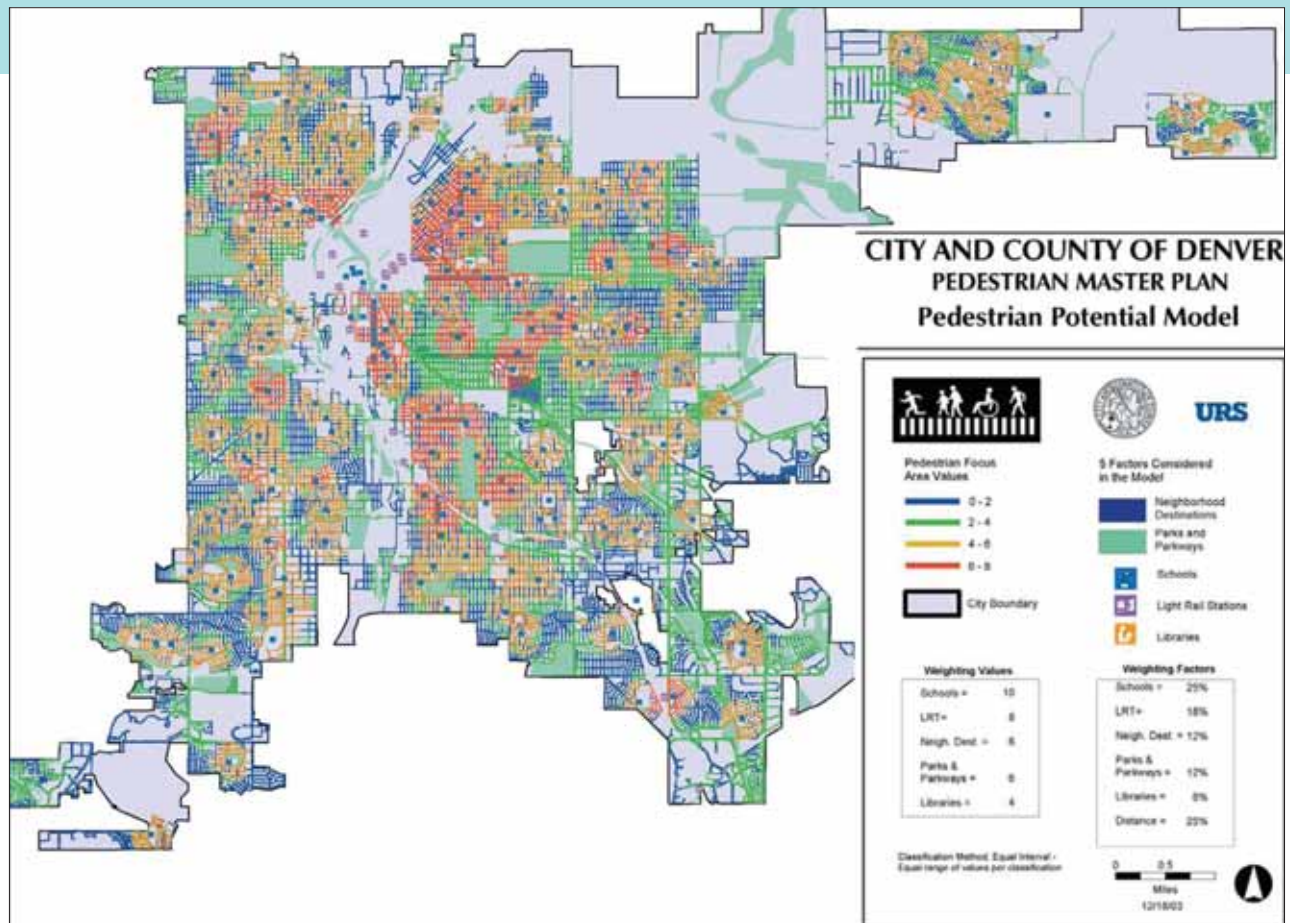 CITY AND COUNTY OF DENVER
PEDESTRIAN MASTER PLAN
Pedestrian Potential Model
URS
Pedestrian Focus
Area Values
0 - 2
2 - 4
4 - 6
6 - 8
City Boundary
5 Factors Considered
in the Model
Neighborhood
Destinations
Parks and
Parkways
Schools
Light Rail Stations
Libraries
Weighting Values
Schools = 10
LRT= 8
Neigh. Dest = 6
Parks &
Parkways = 6
Libraries = 4
Weighting Factors
Schools = 25%
LRT= 18%
Neigh. Dest = 12%
Parks &
Parkways = 12%
Libraries = 8%
Distance = 25%
Classification Method: Equal Interval -
Equal range of values per classification
0 0.5
Miles
12/18/03